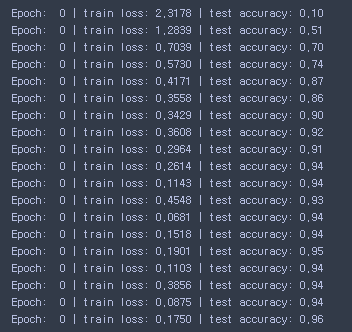 Epoch:  0 | train loss: 2.3178 | test accuracy: 0.10
Epoch:  0 | train loss: 1.2839 | test accuracy: 0.51
Epoch:  0 | train loss: 0.7039 | test accuracy: 0.70
Epoch:  0 | train loss: 0.5730 | test accuracy: 0.74
Epoch:  0 | train loss: 0.4171 | test accuracy: 0.87
Epoch:  0 | train loss: 0.3558 | test accuracy: 0.86
Epoch:  0 | train loss: 0.3429 | test accuracy: 0.90
Epoch:  0 | train loss: 0.3608 | test accuracy: 0.92
Epoch:  0 | train loss: 0.2964 | test accuracy: 0.91
Epoch:  0 | train loss: 0.2614 | test accuracy: 0.94
Epoch:  0 | train loss: 0.1143 | test accuracy: 0.94
Epoch:  0 | train loss: 0.4548 | test accuracy: 0.93
Epoch:  0 | train loss: 0.0681 | test accuracy: 0.94
Epoch:  0 | train loss: 0.1518 | test accuracy: 0.94
Epoch:  0 | train loss: 0.1901 | test accuracy: 0.95
Epoch:  0 | train loss: 0.1103 | test accuracy: 0.94
Epoch:  0 | train loss: 0.3856 | test accuracy: 0.94
Epoch:  0 | train loss: 0.0875 | test accuracy: 0.94
Epoch:  0 | train loss: 0.1750 | test accuracy: 0.96